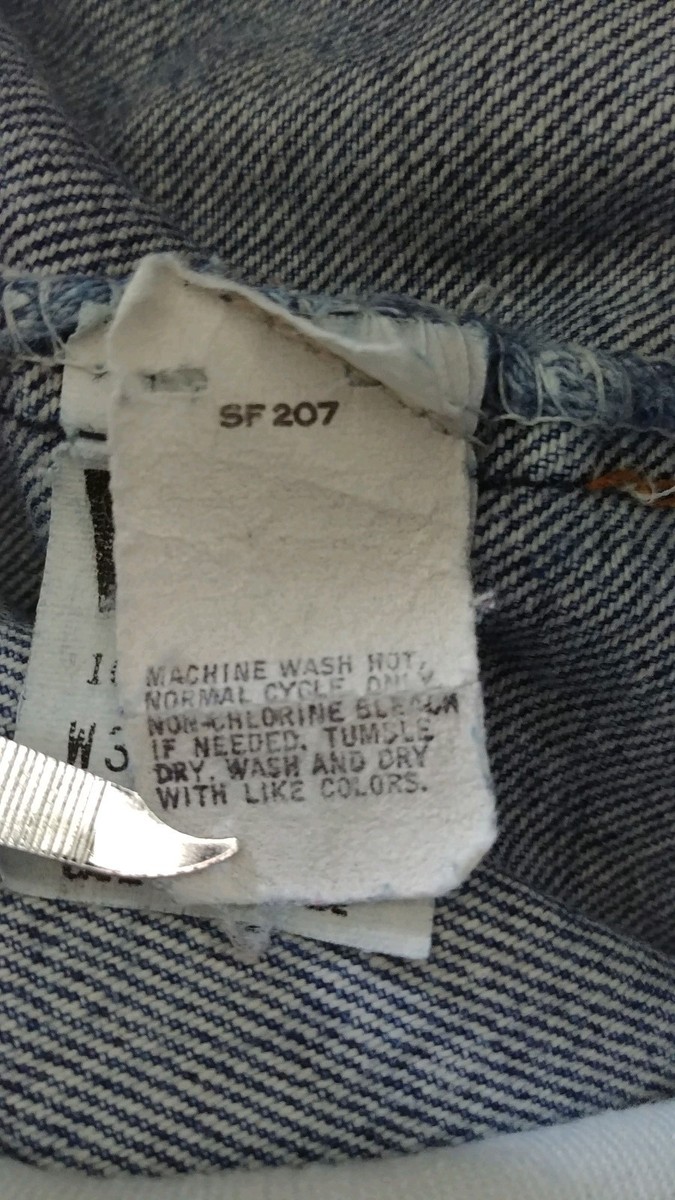 SF 207
MACHINE WASH HOT,
NORMAL CYCLE ONLY.
NON-CHLORINE BLEACH
IF NEEDED. TUMBLE
DRY. WASH AND DRY
WITH LIKE COLORS.
W 3